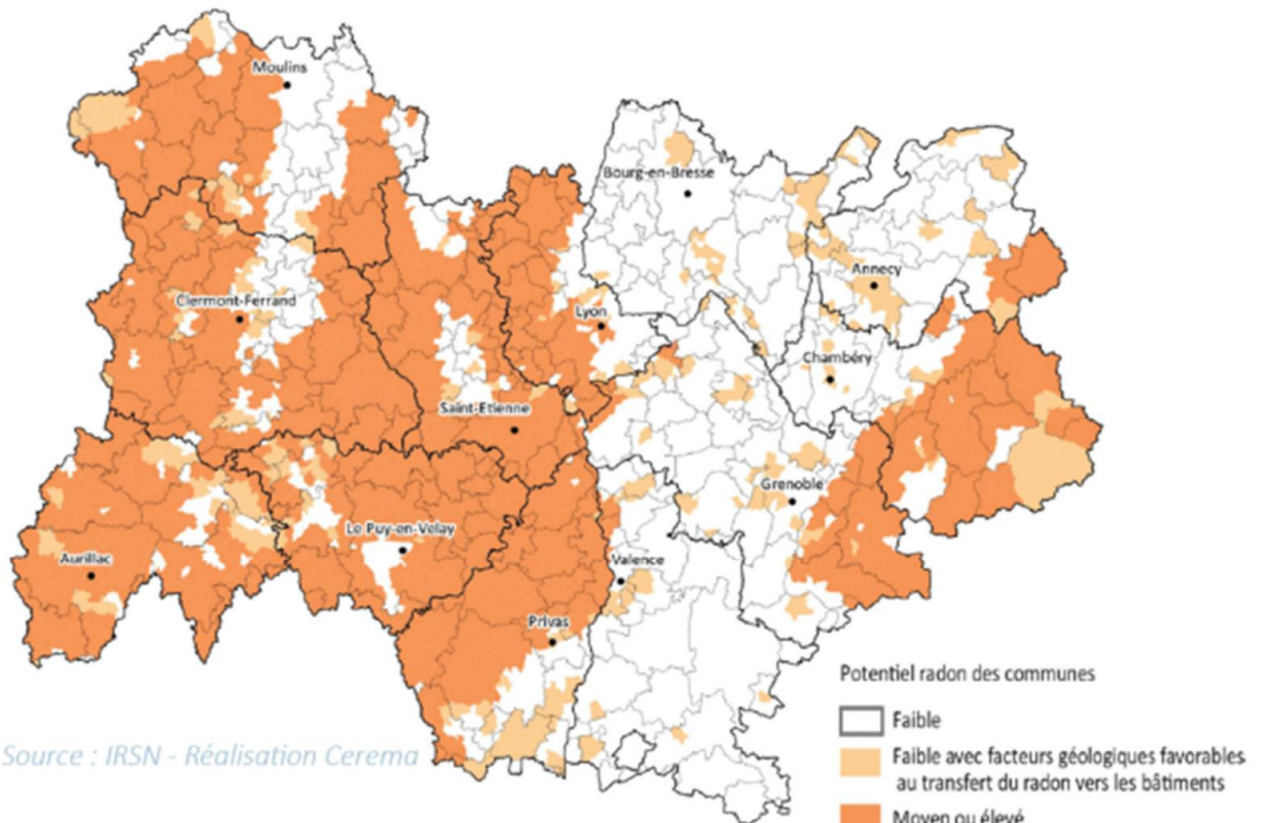 Moulins
Bourg-en-Bresse
Annecy
Clermont-Ferrand
Lyon
Chambéry
Saint-Etienne
Grenoble
Le Puy-en-Velay
Aurillac
Valence
Privas
Potentiel radon des communes
Faible
Faible avec facteurs géologiques favorables
au transfert du radon vers les bâtiments
Moyen ou élevé
Source : IRSN - Réalisation Cerema